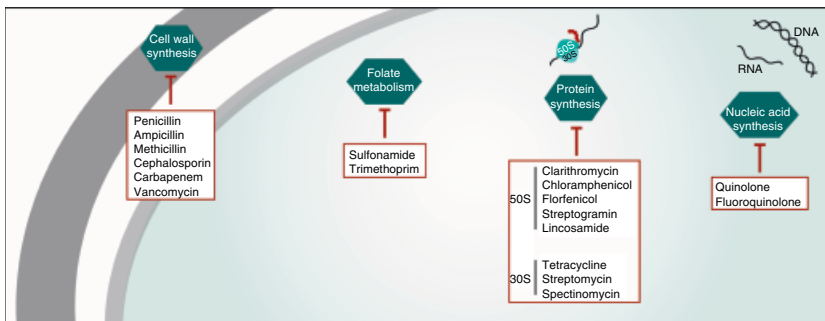 Cell wall
synthesis
Penicillin
Ampicillin
Methicillin
Cephalosporin
Carbapenem
Vancomycin
Folate
metabolism
Sulfonamide
Trimethoprim
50S
30S
Protein
synthesis
50S
Clarithromycin
Chloramphenicol
Florfenicol
Streptogramin
Lincosamide
30S
Tetracycline
Streptomycin
Spectinomycin
DNA
RNA
Nucleic acid
synthesis
Quinolone
Fluoroquinolone